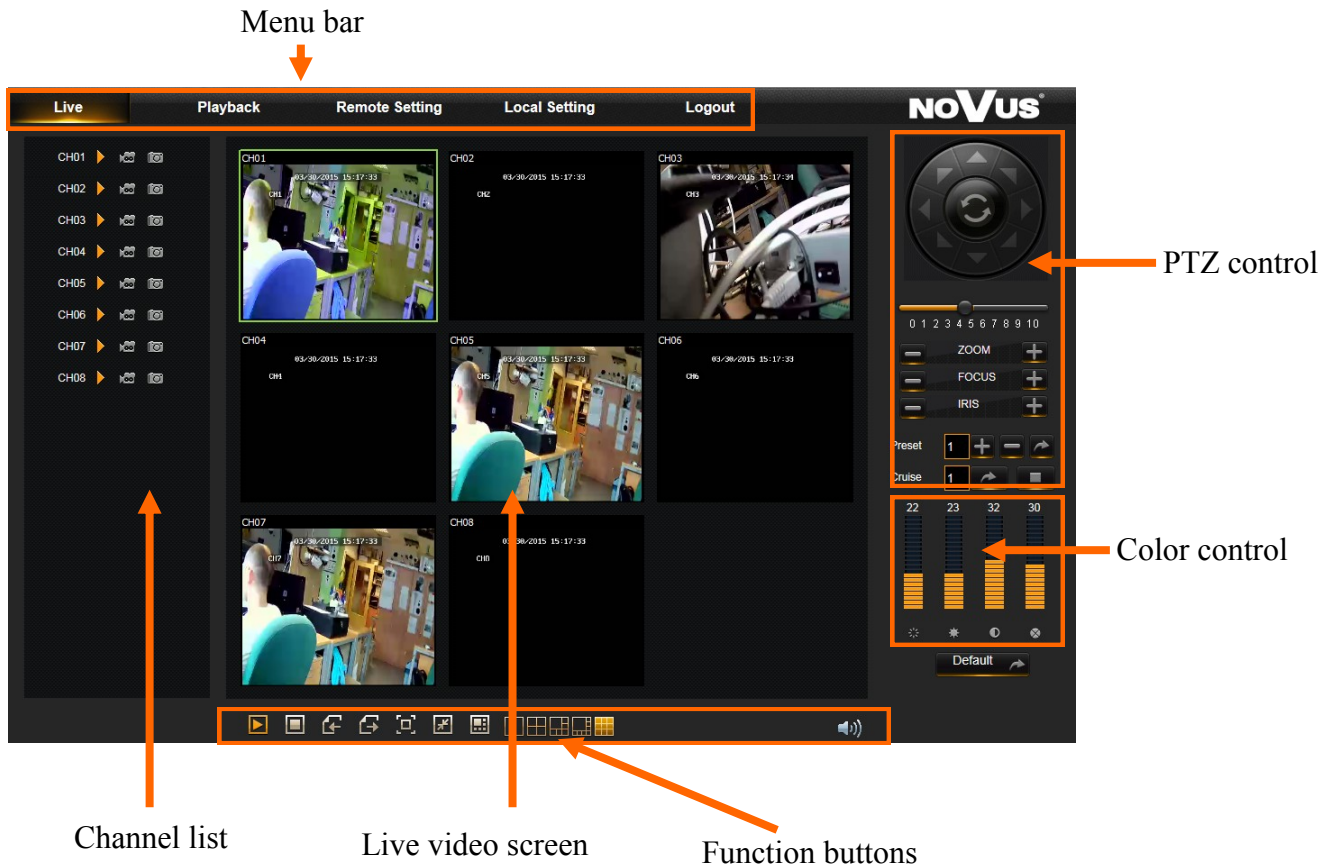 Menu bar
Live Playback Remote Setting Local Setting Logout
NOVUS
CH01
CH02
CH03
CH04
CH05
CH06
CH07
CH08
CH01
03/30/2015 15:17:33
CH1
CH02
03/30/2015 15:17:33
CH2
CH03
03/30/2015 15:17:34
CH3
CH04
03/30/2015 15:17:33
CH4
CH05
03/30/2015 15:17:33
CH5
CH06
03/30/2015 15:17:33
CH6
CH07
03/30/2015 15:17:33
CH7
CH08
03/30/2015 15:17:33
CH8
PTZ control
0 1 2 3 4 5 6 7 8 9 10
ZOOM
FOCUS
IRIS
Preset 1
Cruise 1
22 23 32 30
Color control
Default
Channel list
Live video screen
Function buttons